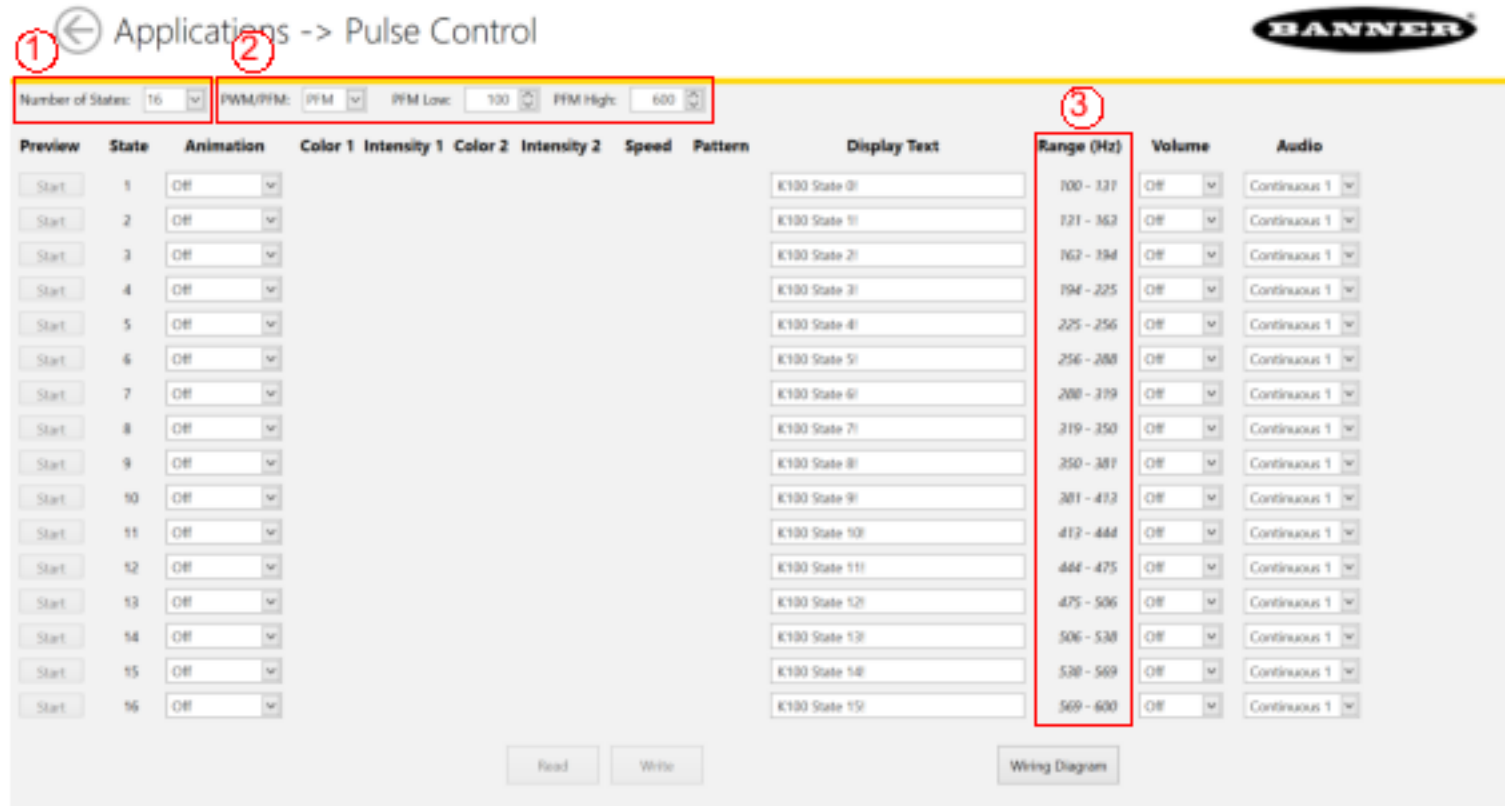 Applications -> Pulse Control
BANNER
1
2
Number of States: 16 PWM/PFM: PFM PFM Low: 100 PFM High: 600
3
Preview State Animation Color 1 Intensity 1 Color 2 Intensity 2 Speed Pattern Display Text Range (Hz) Volume Audio
Start 1 Off K100 State 0! 100 - 131 Off Continuous 1
Start 2 Off K100 State 1! 131 - 163 Off Continuous 1
Start 3 Off K100 State 2! 163 - 194 Off Continuous 1
Start 4 Off K100 State 3! 194 - 225 Off Continuous 1
Start 5 Off K100 State 4! 225 - 256 Off Continuous 1
Start 6 Off K100 State 5! 256 - 288 Off Continuous 1
Start 7 Off K100 State 6! 288 - 319 Off Continuous 1
Start 8 Off K100 State 7! 319 - 350 Off Continuous 1
Start 9 Off K100 State 8! 350 - 381 Off Continuous 1
Start 10 Off K100 State 9! 381 - 413 Off Continuous 1
Start 11 Off K100 State 10! 413 - 444 Off Continuous 1
Start 12 Off K100 State 11! 444 - 475 Off Continuous 1
Start 13 Off K100 State 12! 475 - 506 Off Continuous 1
Start 14 Off K100 State 13! 506 - 538 Off Continuous 1
Start 15 Off K100 State 14! 538 - 569 Off Continuous 1
Start 16 Off K100 State 15! 569 - 600 Off Continuous 1
Read Write Wiring Diagram